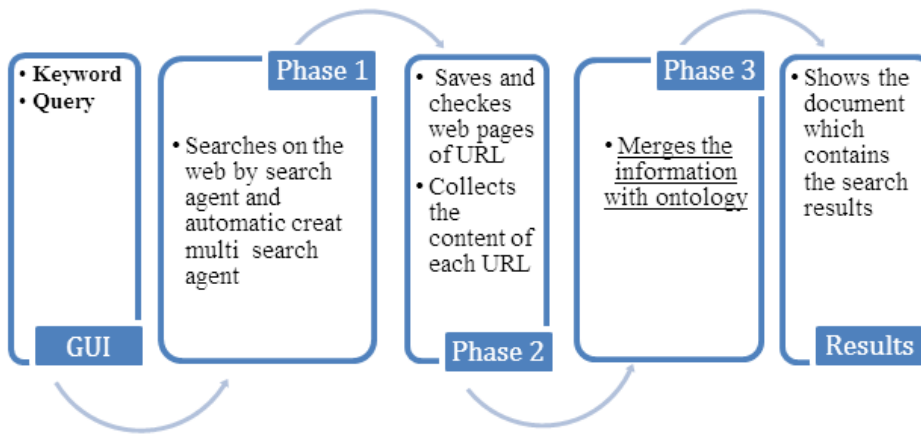 • Keyword
• Query
GUI
Phase 1
• Searches on the
web by search
agent and
automatic creat
multi search
agent
• Saves and
checkes
web pages
of URL
• Collects
the
content of
each URL
Phase 2
Phase 3
• Merges the
information
with ontology
• Shows the
document
which
contains
the search
results
Results